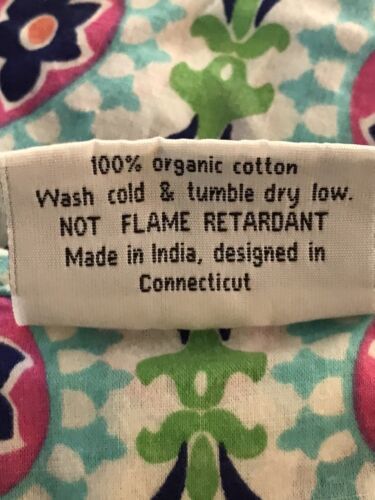 100% organic cotton
Wash cold & tumble dry low.
NOT FLAME RETARDANT
Made in India, designed in
Connecticut